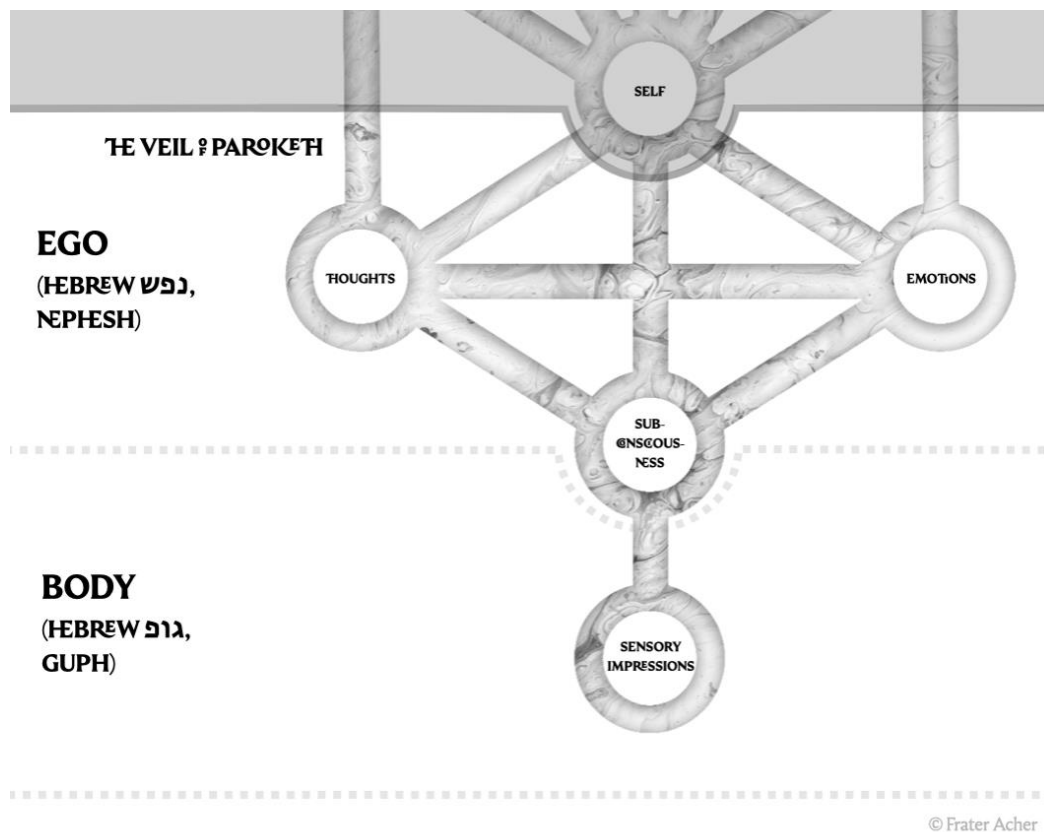 SELF
THE VEIL OF PAROKETH
EGO
(HEBREW נפש,
NEPHESH)
THOUGHTS
EMOTIONS
SUB-
CONSCIOUS-
NESS
BODY
(HEBREW גופ,
GUPH)
SENSORY
IMPRESSIONS
© Frater Acher